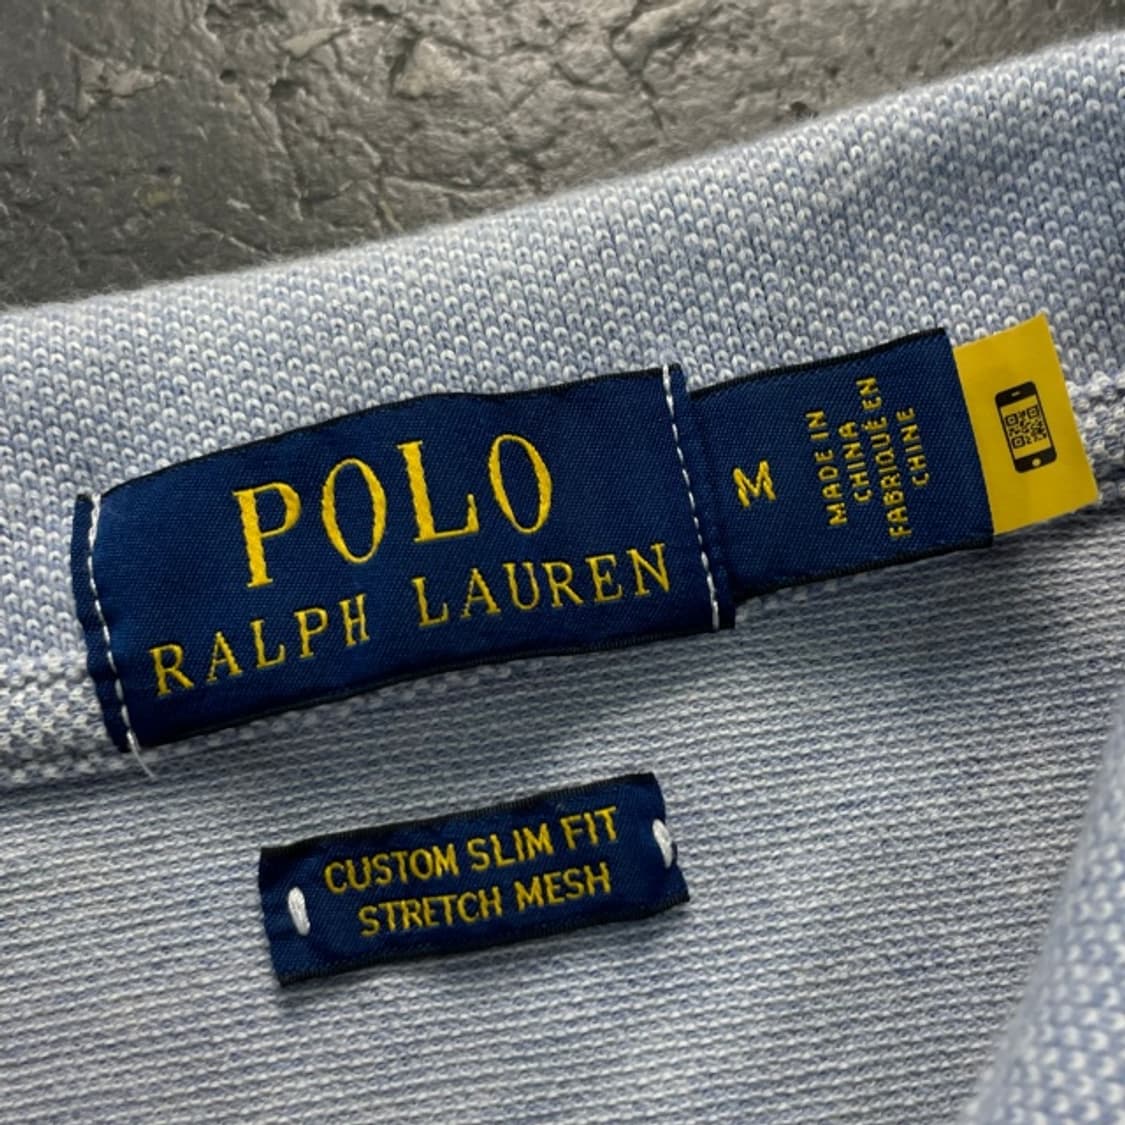 POLO
RALPH LAUREN
M
MADE IN
CHINA
FABRIQUÉ EN
CHINE
CUSTOM SLIM FIT
STRETCH MESH